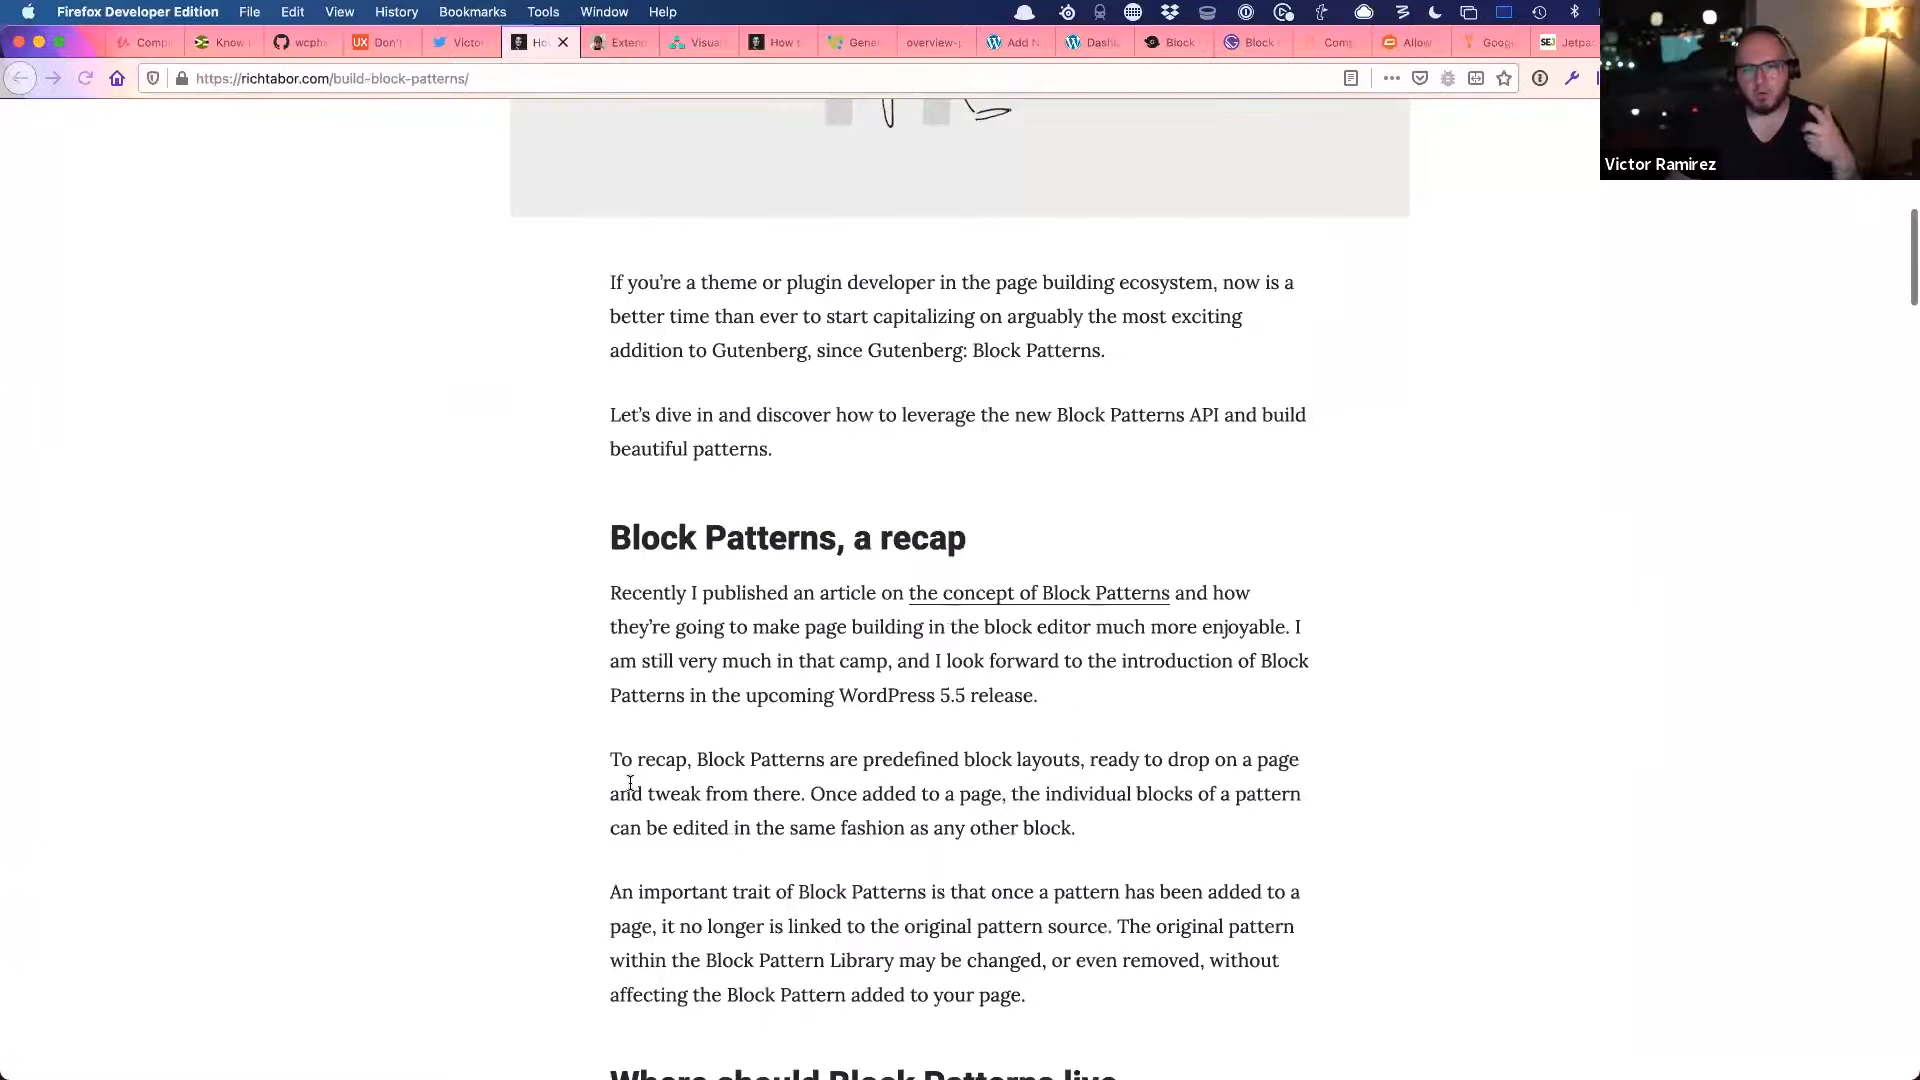 Firefox Developer Edition File Edit View History Bookmarks Tools Window Help
Comp Know wcph UX Don't Victor Ho Exten Visua How t Gene overview- Add N Dashb Block Block Comp Allow Goog SEJ Jetpac
https://richtabor.com/build-block-patterns/
Victor Ramirez
If you’re a theme or plugin developer in the page building ecosystem, now is a
better time than ever to start capitalizing on arguably the most exciting
addition to Gutenberg, since Gutenberg: Block Patterns.
Let’s dive in and discover how to leverage the new Block Patterns API and build
beautiful patterns.
Block Patterns, a recap
Recently I published an article on the concept of Block Patterns and how
they’re going to make page building in the block editor much more enjoyable. I
am still very much in that camp, and I look forward to the introduction of Block
Patterns in the upcoming WordPress 5.5 release.
To recap, Block Patterns are predefined block layouts, ready to drop on a page
and tweak from there. Once added to a page, the individual blocks of a pattern
can be edited in the same fashion as any other block.
An important trait of Block Patterns is that once a pattern has been added to a
page, it no longer is linked to the original pattern source. The original pattern
within the Block Pattern Library may be changed, or even removed, without
affecting the Block Pattern added to your page.
Where should Block Patterns live